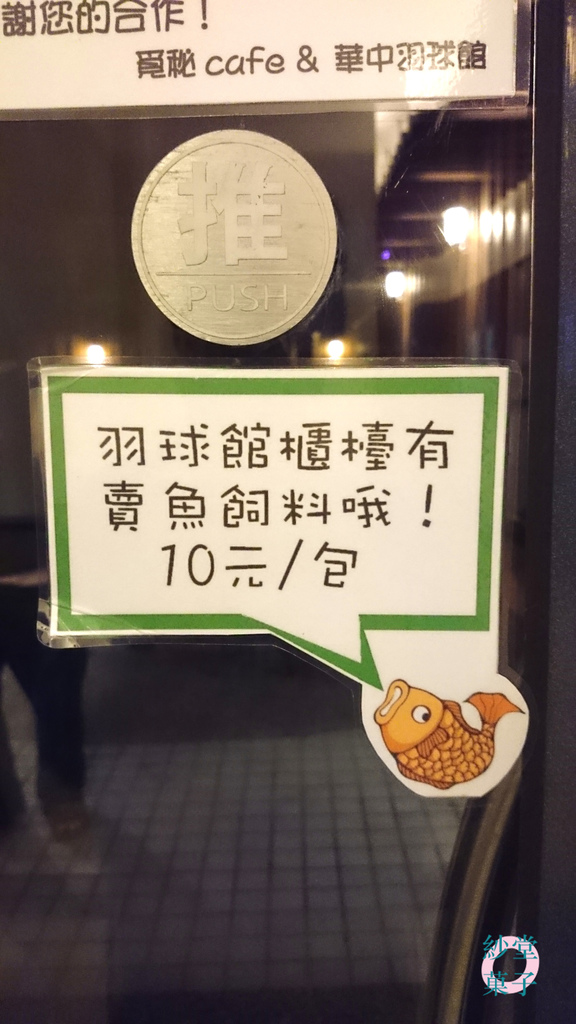 謝您的合作！
覓秘 cafe & 華中羽球館
推
PUSH
羽球館櫃檯有
賣魚飼料哦！
10元/包
紗堂
菓子